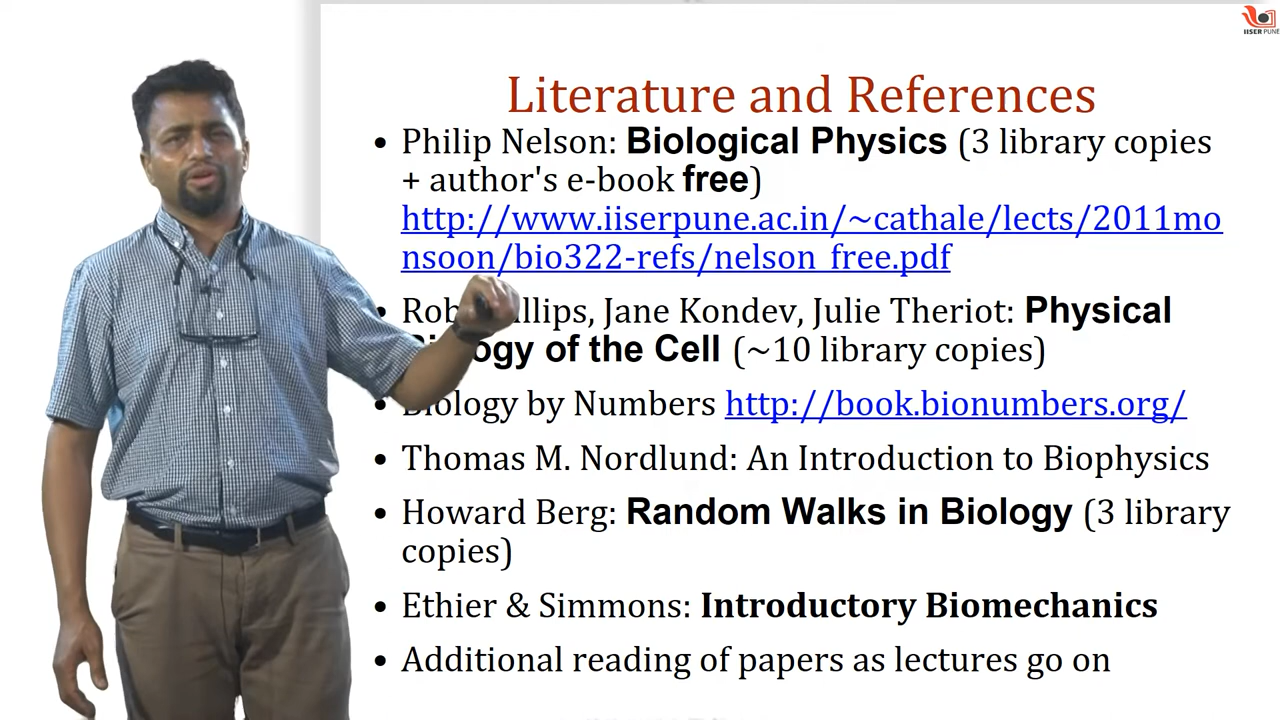 IISER PUNE
Literature and References
• Philip Nelson: Biological Physics (3 library copies
+ author's e-book free)
http://www.iiserpune.ac.in/~cathale/lects/2011mo
nsoon/bio322-refs/nelson_free.pdf
• Rob illips, Jane Kondev, Julie Theriot: Physical
ogy of the Cell (~10 library copies)
• Biology by Numbers http://book.bionumbers.org/
• Thomas M. Nordlund: An Introduction to Biophysics
• Howard Berg: Random Walks in Biology (3 library
copies)
• Ethier & Simmons: Introductory Biomechanics
• Additional reading of papers as lectures go on